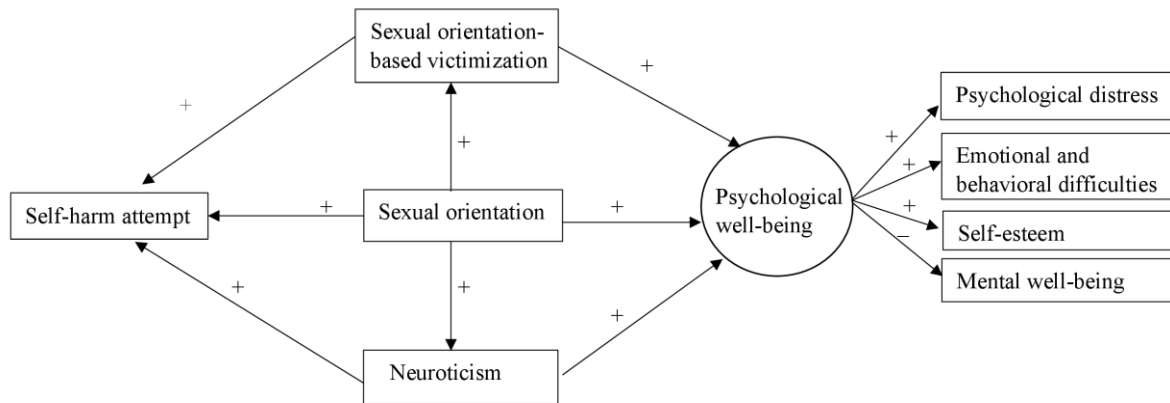 Sexual orientation-
based victimization
+
+
+
Psychological distress
+
Emotional and
behavioral difficulties
+
Self-harm attempt
+
Sexual orientation
+
Psychological
well-being
+
Self-esteem
–
Mental well-being
+
+
+
Neuroticism